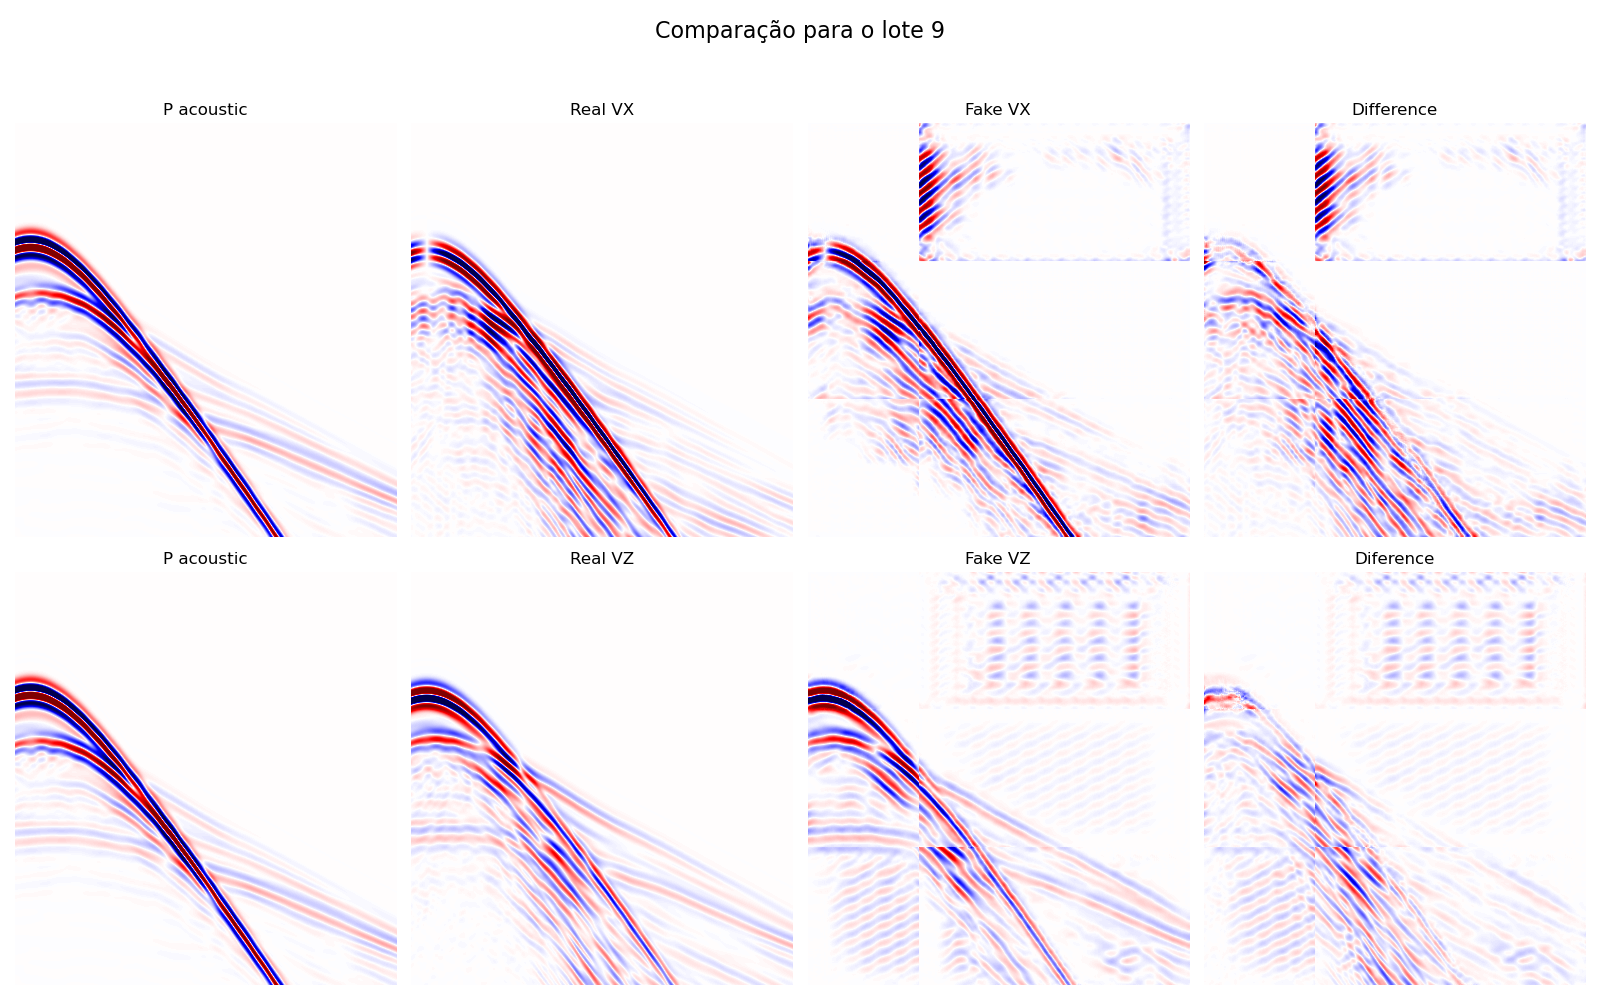 Comparação para o lote 9
P acoustic
Real VX
Fake VX
Difference
P acoustic
Real VZ
Fake VZ
Diference